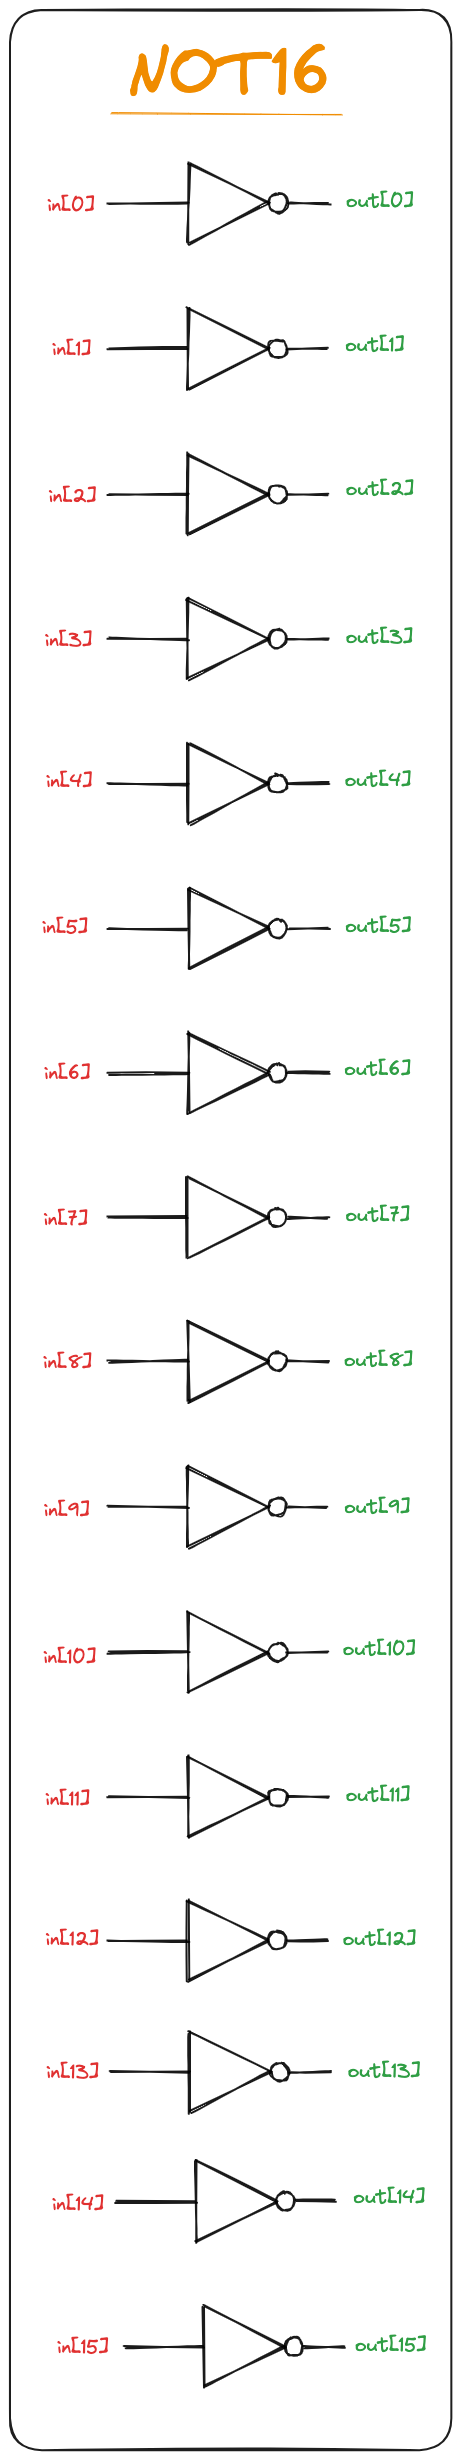 NOT16
in[0] out[0]
in[1] out[1]
in[2] out[2]
in[3] out[3]
in[4] out[4]
in[5] out[5]
in[6] out[6]
in[7] out[7]
in[8] out[8]
in[9] out[9]
in[10] out[10]
in[11] out[11]
in[12] out[12]
in[13] out[13]
in[14] out[14]
in[15] out[15]